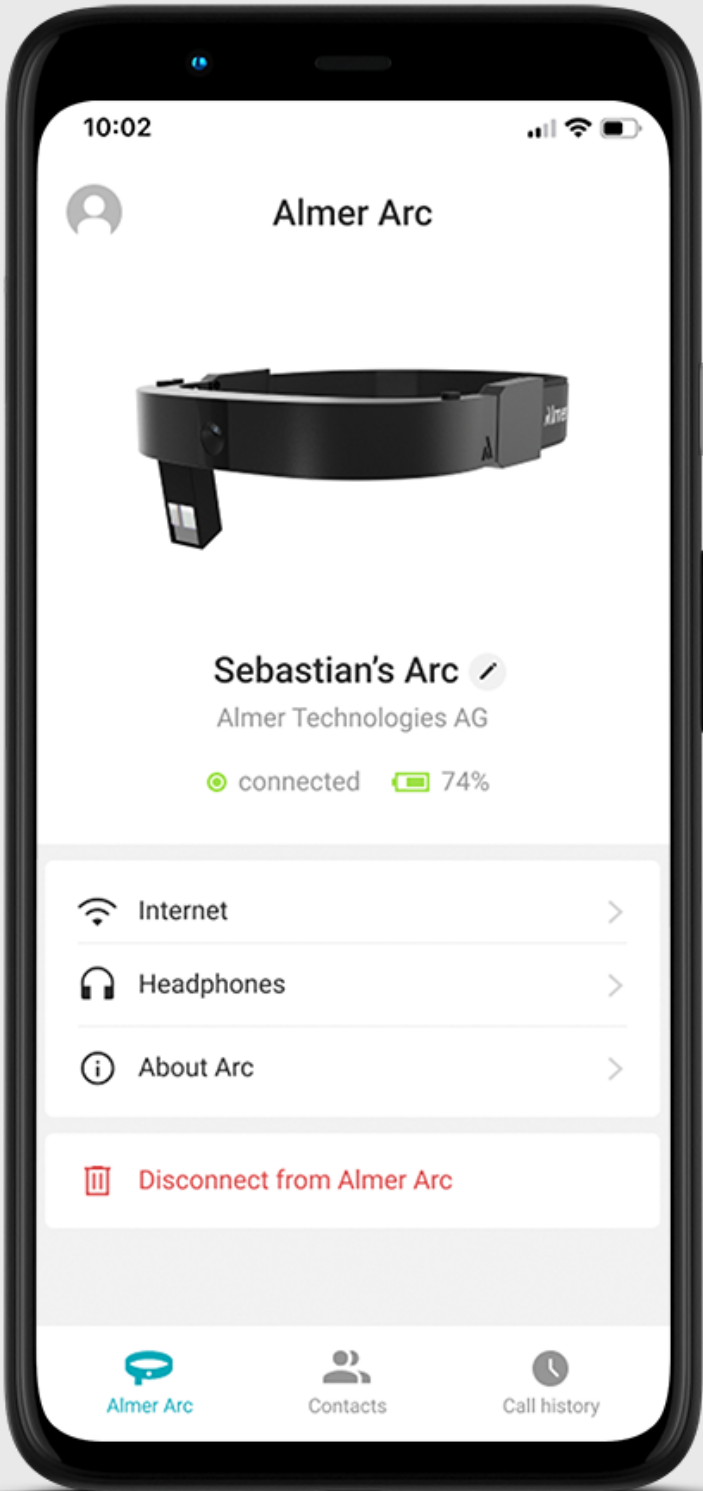 10:02
Almer Arc
Almer
Sebastian’s Arc
Almer Technologies AG
connected 74%
Internet
Headphones
About Arc
Disconnect from Almer Arc
Almer Arc Contacts Call history